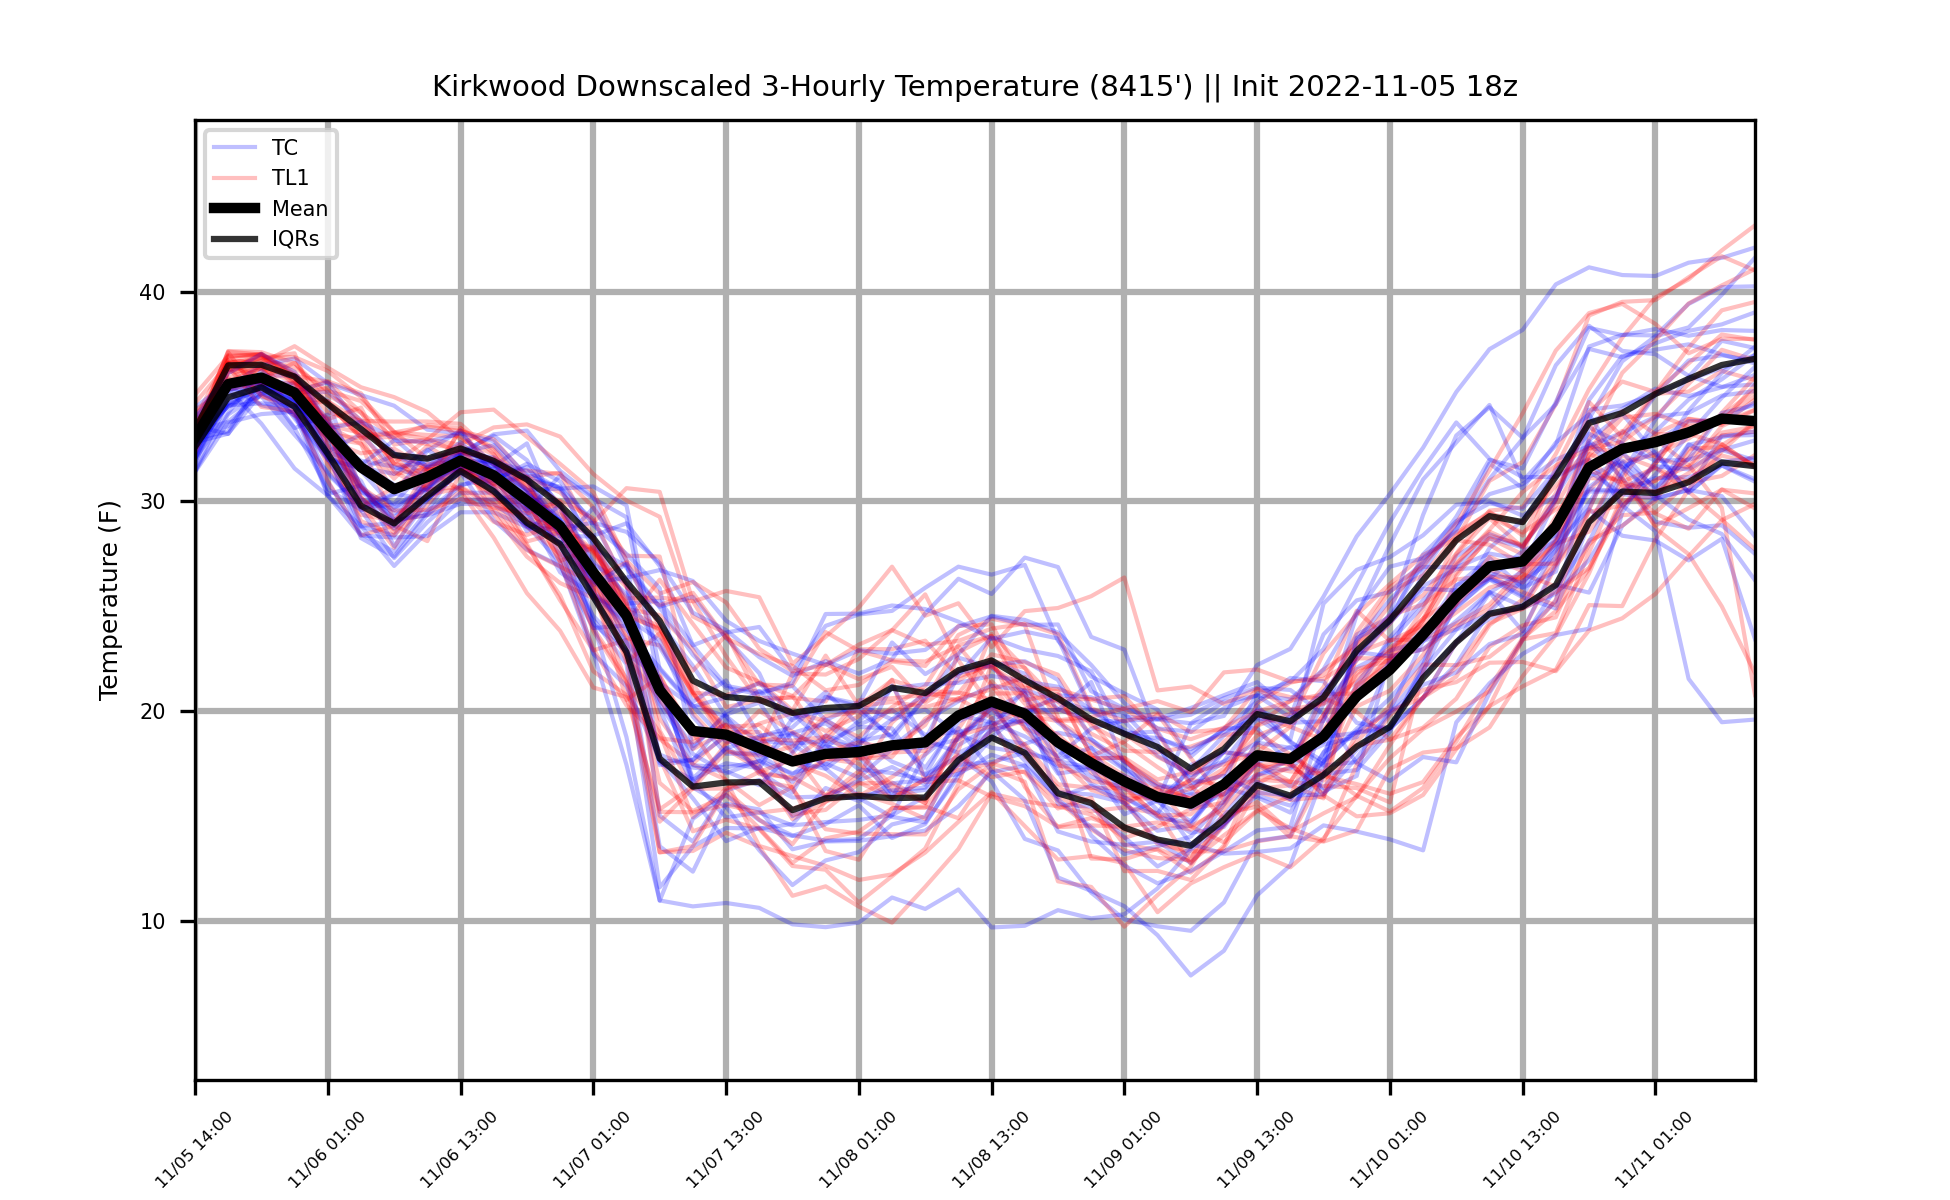 Kirkwood Downscaled 3-Hourly Temperature (8415') || Init 2022-11-05 18z
TC
TL1
Mean
IQRs
Temperature (F)
40
30
20
10
11/05 14:00
11/06 01:00
11/06 13:00
11/07 01:00
11/07 13:00
11/08 01:00
11/08 13:00
11/09 01:00
11/09 13:00
11/10 01:00
11/10 13:00
11/11 01:00